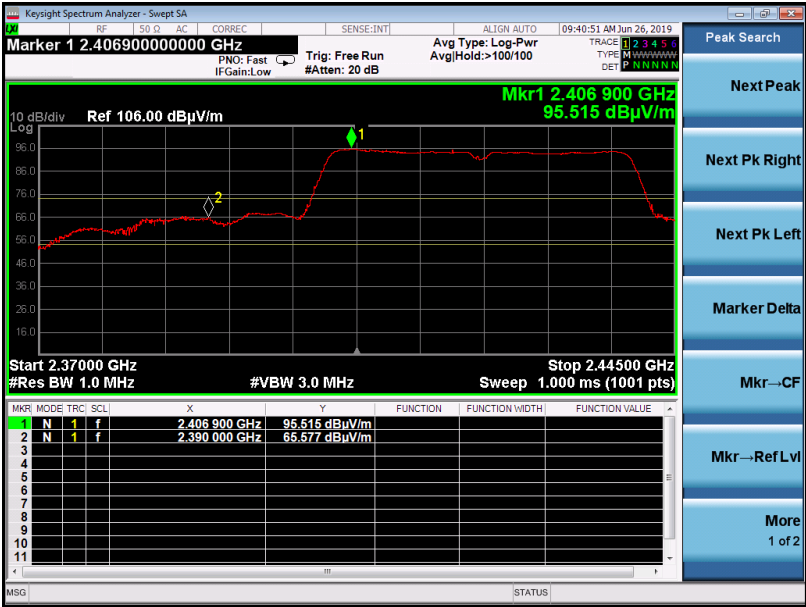 Keysight Spectrum Analyzer - Swept SA
LXI RF 50 Ω AC CORREC SENSE:INT ALIGN AUTO 09:40:51 AM Jun 26, 2019
Marker 1 2.406900000000 GHz
PNO: Fast
IFGain:Low
Trig: Free Run
#Atten: 20 dB
Avg Type: Log-Pwr
Avg|Hold:>100/100
TRACE 1 2 3 4 5 6
TYPE M W W W W W
DET P N N N N N
Mkr1 2.406 900 GHz
95.515 dBµV/m
10 dB/div Ref 106.00 dBµV/m
Log
96.0
86.0
76.0
66.0
56.0
46.0
36.0
26.0
16.0
1
2
Start 2.37000 GHz Stop 2.44500 GHz
#Res BW 1.0 MHz #VBW 3.0 MHz Sweep 1.000 ms (1001 pts)
MKR MODE TRC SCL X Y FUNCTION FUNCTION WIDTH FUNCTION VALUE
1 N 1 f 2.406 900 GHz 95.515 dBµV/m
2 N 1 f 2.390 000 GHz 65.577 dBµV/m
3
4
5
6
7
8
9
10
11
MSG STATUS
Peak Search
Next Peak
Next Pk Right
Next Pk Left
Marker Delta
Mkr→CF
Mkr→Ref Lvl
More
1 of 2